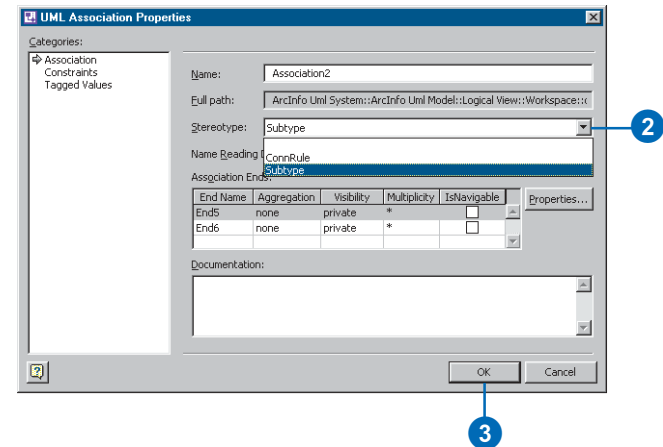 UML Association Properties
Categories:
Association
Constraints
Tagged Values
Name: Association2
Full path: ArcInfo Uml System::ArcInfo Uml Model::Logical View::Workspace::
Stereotype: Subtype
2
ConnRule
Subtype
Name Reading
Association Ends:
End Name Aggregation Visibility Multiplicity IsNavigable
Properties...
End5 none private *
End6 none private *
Documentation:
OK Cancel
3